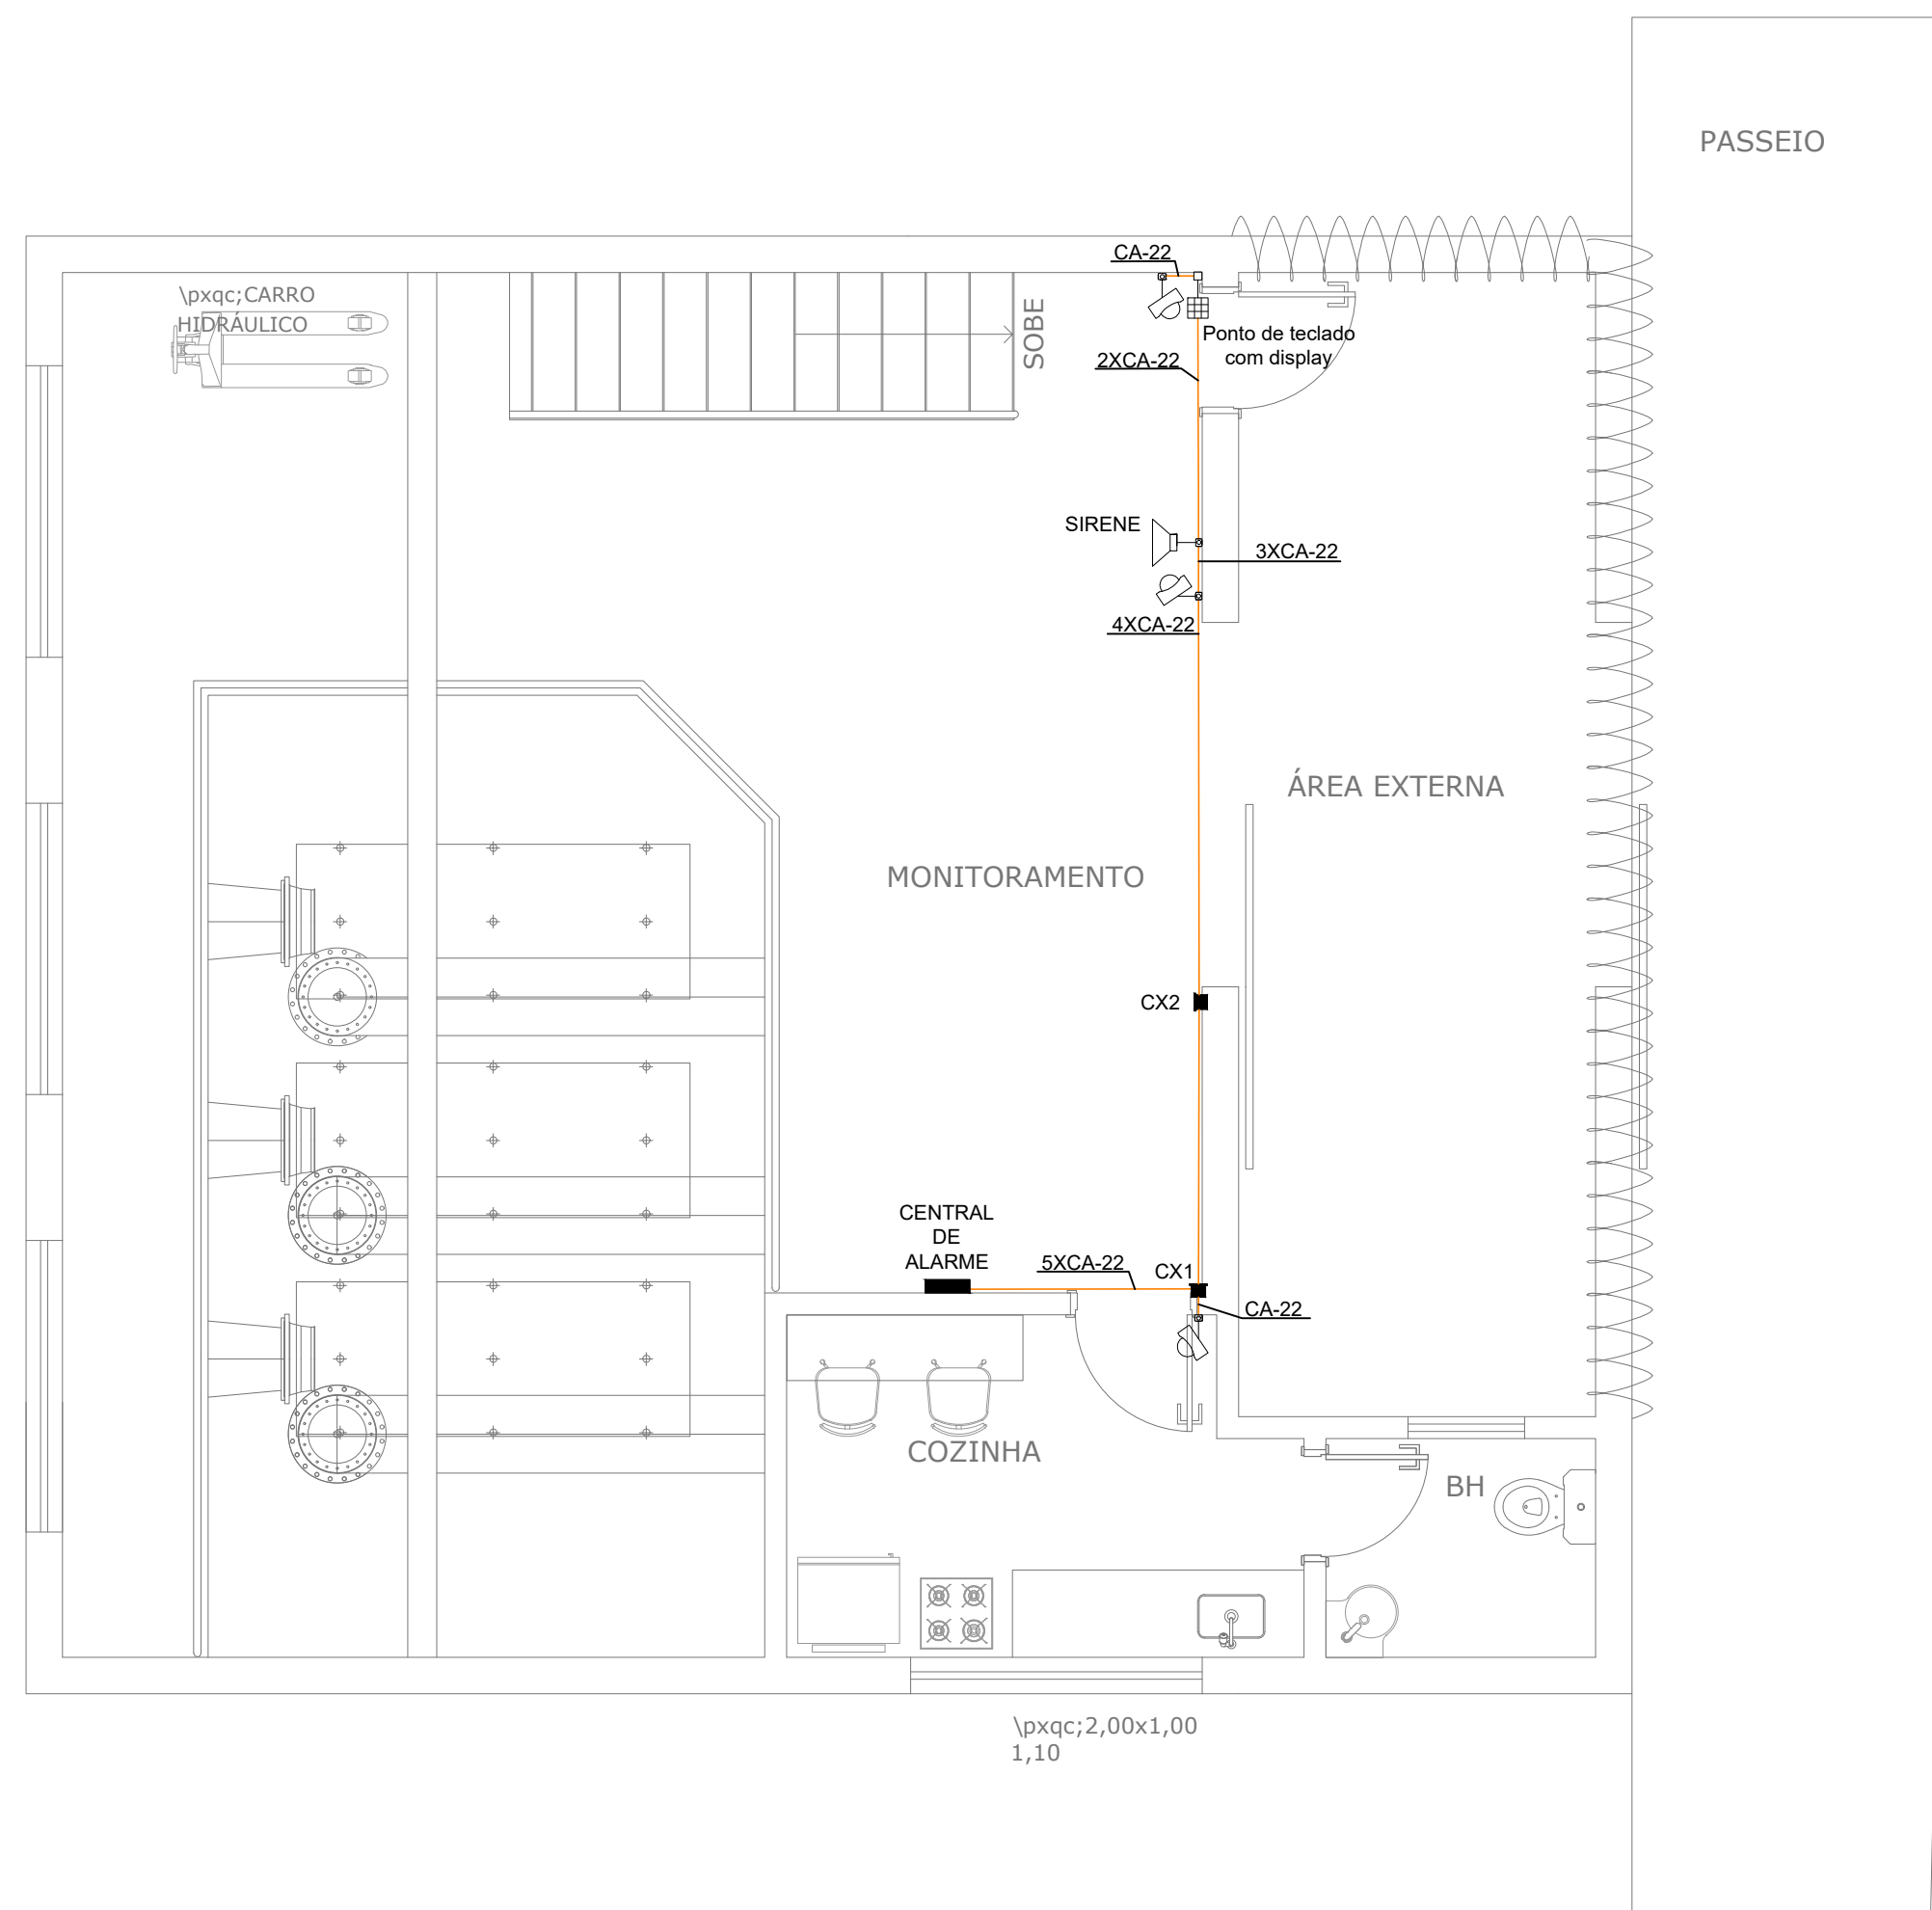 PASSEIO
CA-22
\pxqc;CARRO
HIDRÁULICO
SOBE
Ponto de teclado
com display
2XCA-22
SIRENE
3XCA-22
4XCA-22
ÁREA EXTERNA
MONITORAMENTO
CX2
CENTRAL
DE
ALARME
5XCA-22
CX1
CA-22
COZINHA
BH
\pxqc;2,00x1,00
1,10